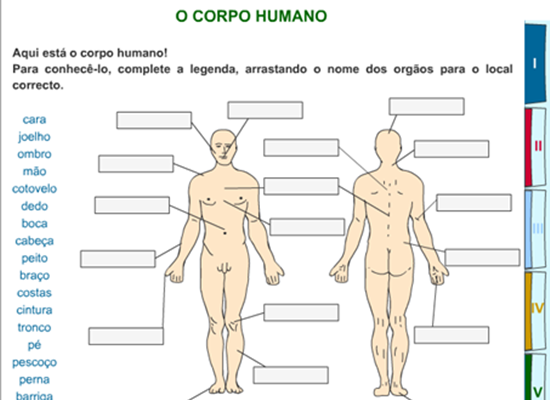 O CORPO HUMANO
Aqui está o corpo humano!
Para conhecê-lo, complete a legenda, arrastando o nome dos orgãos para o local
correcto.
cara
joelho
ombro
mão
cotovelo
dedo
boca
cabeça
peito
braço
costas
cintura
tronco
pé
pescoço
perna
barriga
I
II
III
IV
V